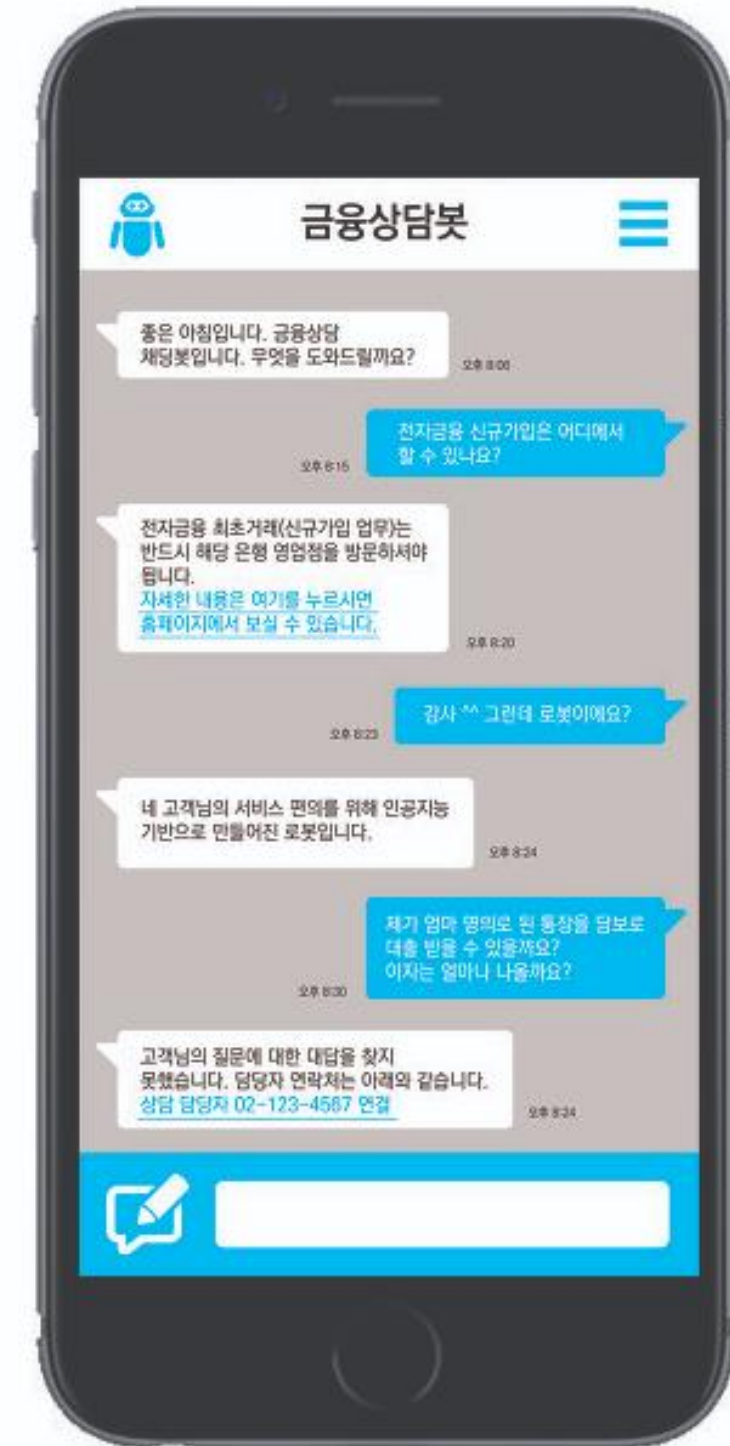 금융상담봇
좋은 아침입니다. 금융상담
채딩봇입니다. 무엇을 도와드릴까요?
오후 8:06
전자금융 신규가입은 어디에서
할 수 있나요?
오후 8:15
전자금융 최초거래(신규가입 업무)는
반드시 해당 은행 영업점을 방문하셔야
됩니다.
자세한 내용은 여기를 누르시면
홈페이지에서 보실 수 있습니다.
오후 8:20
감사 ^^ 그런데 로봇이에요?
오후 8:23
네 고객님의 서비스 편의를 위해 인공지능
기반으로 만들어진 로봇입니다.
오후 8:24
제가 엄마 명의로 된 통장을 담보로
대출 받을 수 있을까요?
이자는 얼마나 나올까요?
오후 8:30
고객님의 질문에 대한 대답을 찾지
못했습니다. 담당자 연락처는 아래와 같습니다.
상담 담당자 02-123-4567 연결
오후 8:24